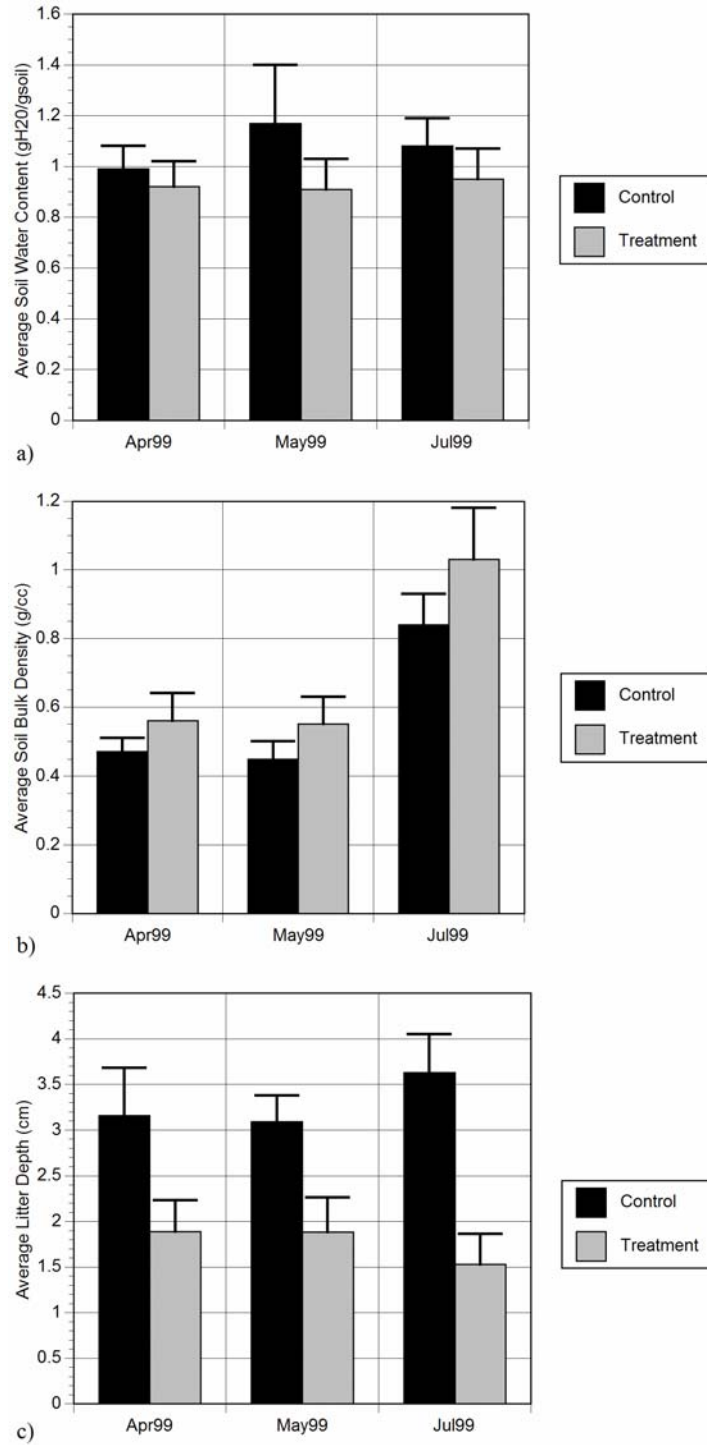 1.6
1.4
1.2
1
0.8
0.6
0.4
0.2
0
Average Soil Water Content (gH20/gsoil)
Apr99
May99
Jul99
Control
Treatment
a)
1.2
1
0.8
0.6
0.4
0.2
0
Average Soil Bulk Density (g/cc)
Apr99
May99
Jul99
Control
Treatment
b)
4.5
4
3.5
3
2.5
2
1.5
1
0.5
0
Average Litter Depth (cm)
Apr99
May99
Jul99
Control
Treatment
c)